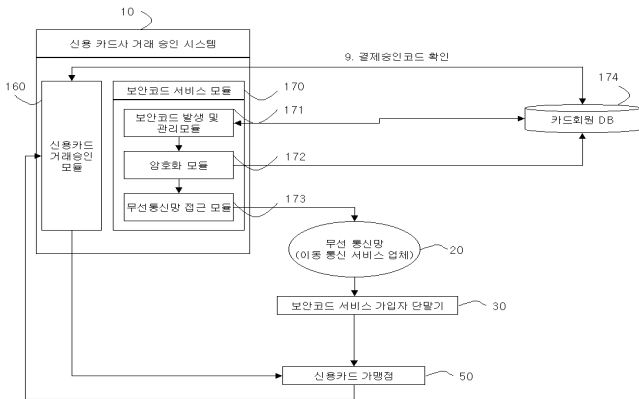 10
신용 카드사 거래 승인 시스템
9. 결제승인코드 확인
160
보안코드 서비스 모듈
170
174
보안코드 발생 및
관리모듈
171
카드회원 DB
신용카드
거래승인
모듈
암호화 모듈
172
무선통신망 접근 모듈
173
무선 통신망
(이동 통신 서비스 업체)
20
보안코드 서비스 가입자 단말기
30
신용카드 가맹점
50